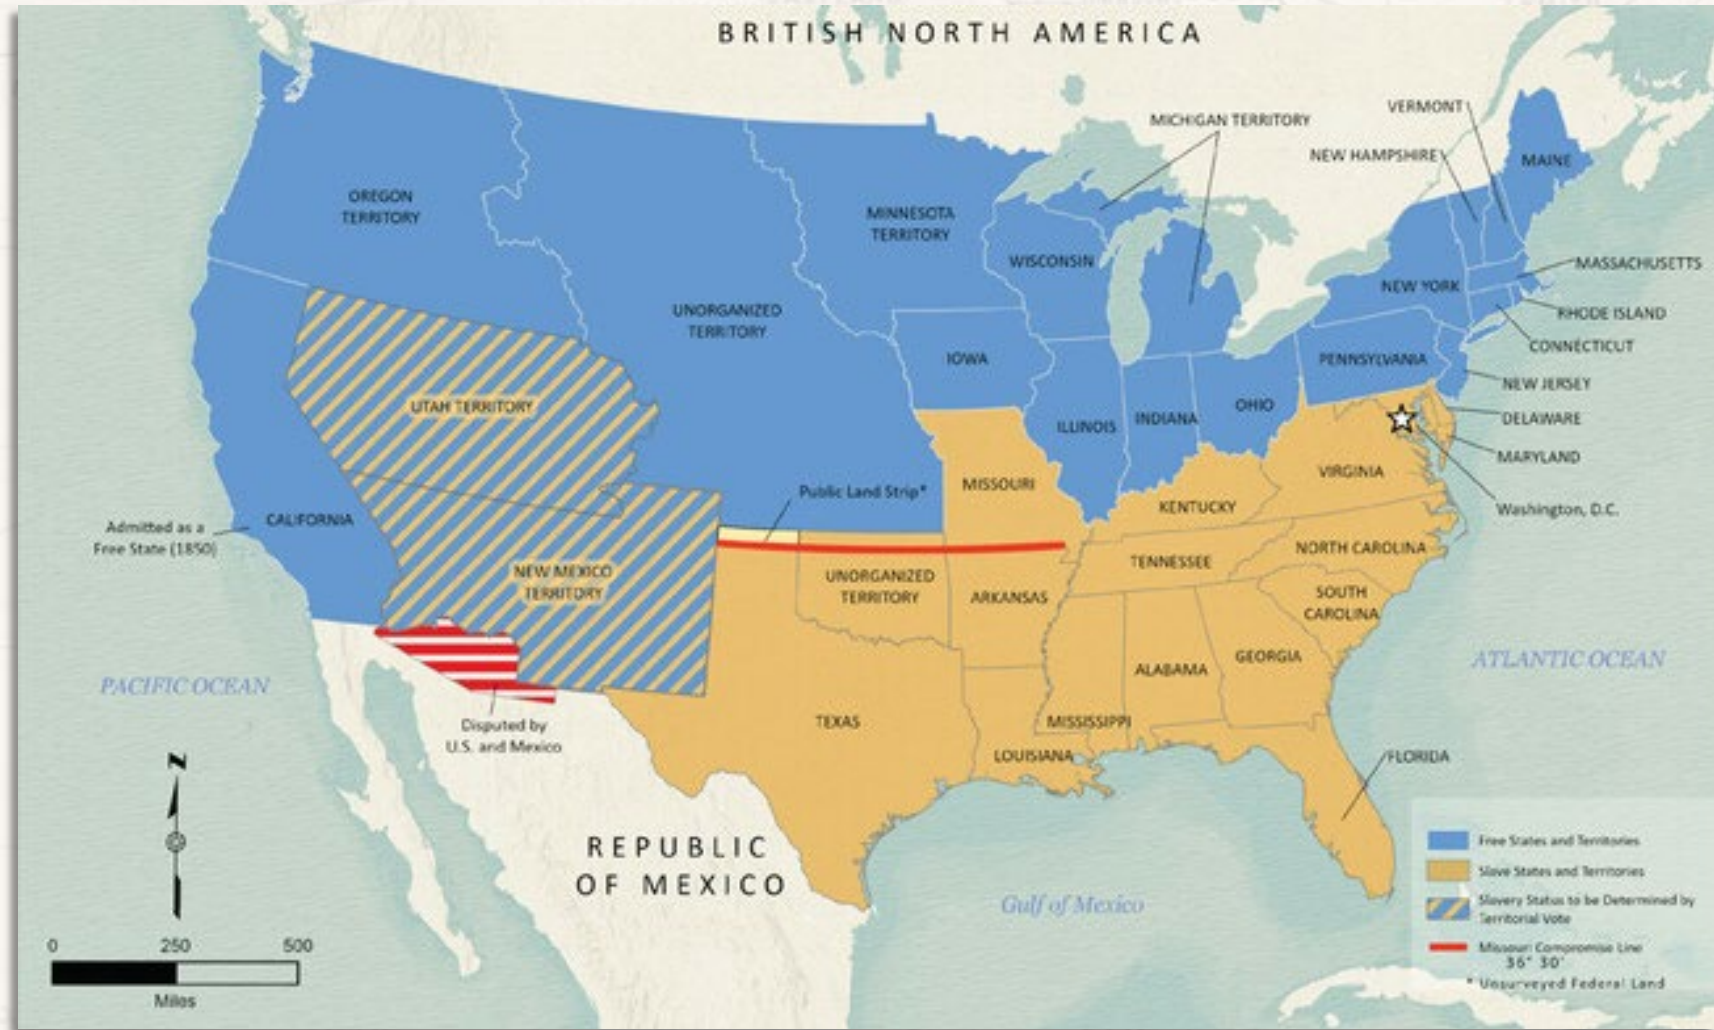 BRITISH NORTH AMERICA
VERMONT
MICHIGAN TERRITORY
NEW HAMPSHIRE
MAINE
OREGON
TERRITORY
MINNESOTA
TERRITORY
WISCONSIN
MASSACHUSETTS
NEW YORK
UNORGANIZED
TERRITORY
RHODE ISLAND
CONNECTICUT
IOWA
PENNSYLVANIA
NEW JERSEY
UTAH TERRITORY
ILLINOIS
INDIANA
OHIO
DELAWARE
MARYLAND
VIRGINIA
MISSOURI
Public Land Strip*
KENTUCKY
Washington, D.C.
Admitted as a
Free State (1850)
CALIFORNIA
NEW MEXICO
TERRITORY
TENNESSEE
NORTH CAROLINA
UNORGANIZED
TERRITORY
ARKANSAS
SOUTH
CAROLINA
ALABAMA
GEORGIA
ATLANTIC OCEAN
PACIFIC OCEAN
Disputed by
U.S. and Mexico
TEXAS
MISSISSIPPI
LOUISIANA
FLORIDA
N
REPUBLIC
OF MEXICO
Gulf of Mexico
Free States and Territories
Slave States and Territories
Slavery Status to be Determined by
Territorial Vote
Missouri Compromise Line
36° 30'
* Unsurveyed Federal Land
0 250 500
Miles